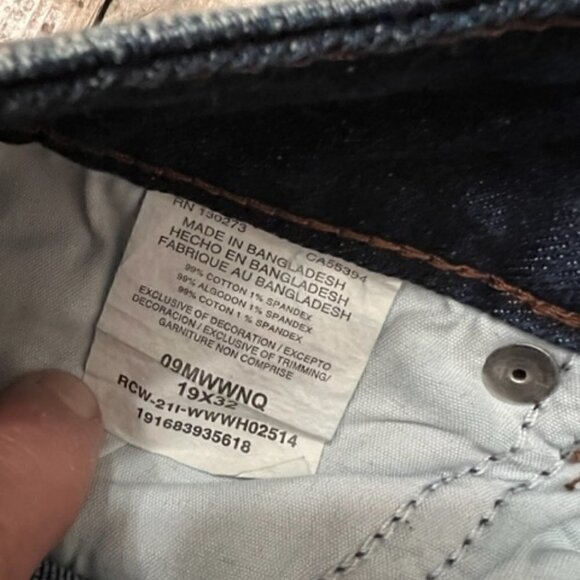 RN 130273 CA55394
MADE IN BANGLADESH
HECHO EN BANGLADESH
FABRIQUE AU BANGLADESH
99% COTTON 1% SPANDEX
99% ALGODON 1% SPANDEX
99% COTON 1% SPANDEX
EXCLUSIVE OF DECORATION / EXCEPTO
DECORACION / EXCLUSIVE OF TRIMMING/
GARNITURE NON COMPRISE
09MWWNQ
19X32
RCW-21I-WWWH02514
191683935618